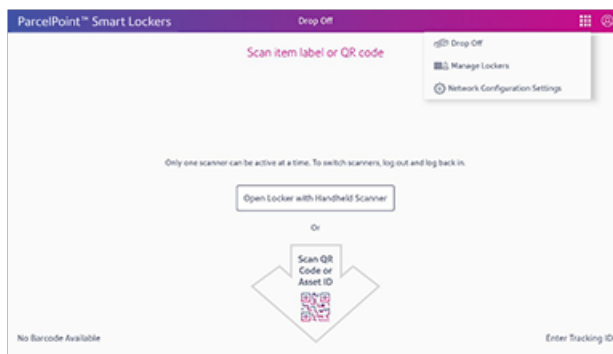 ParcelPoint™ Smart Lockers
Drop Off
Scan item label or QR code
Drop Off
Manage Lockers
Network Configuration Settings
Only one scanner can be active at a time. To switch scanners, log out and log back in.
Open Locker with Handheld Scanner
Or
Scan QR
Code or
Asset ID
No Barcode Available
Enter Tracking ID